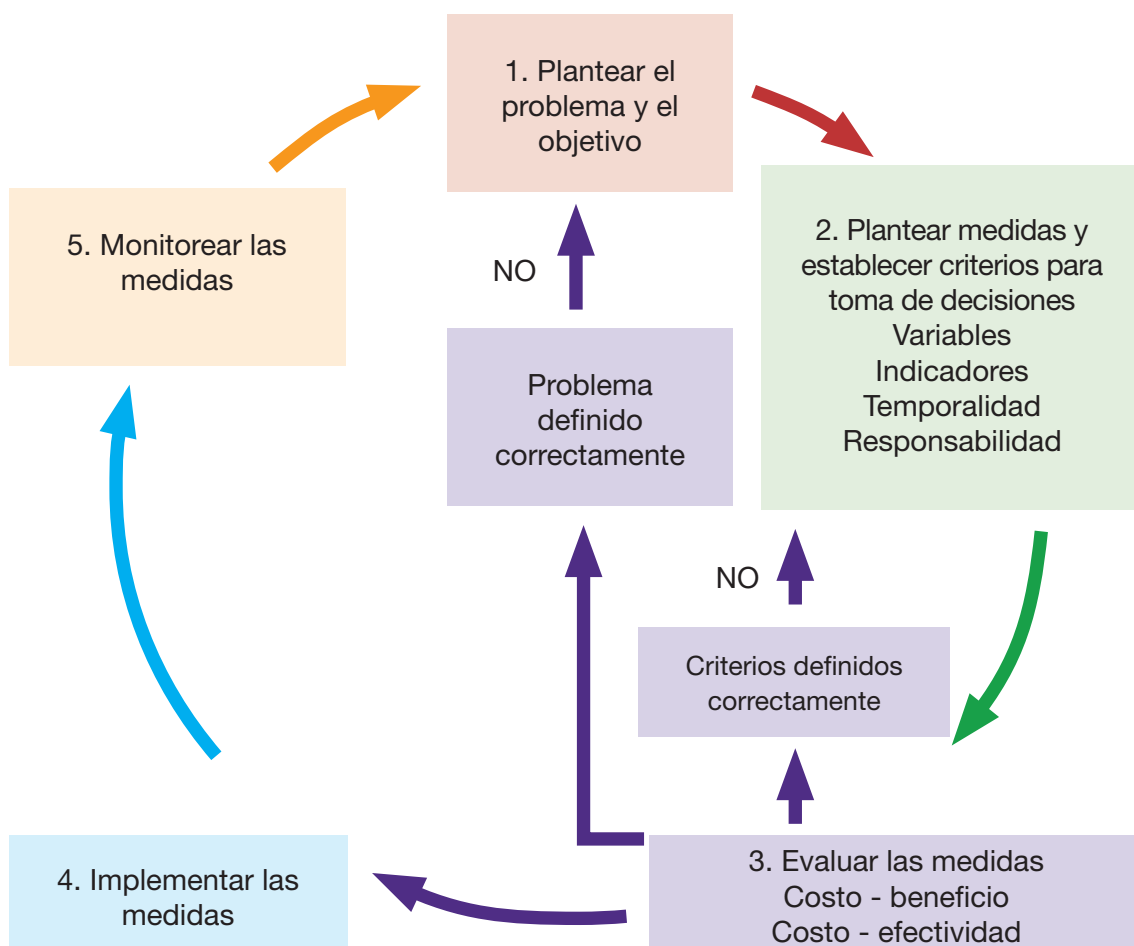 1. Plantear el
problema y el
objetivo
5. Monitorear las
medidas
2. Plantear medidas y
establecer criterios para
toma de decisiones
Variables
Indicadores
Temporalidad
Responsabilidad
NO
Problema
definido
correctamente
NO
Criterios definidos
correctamente
4. Implementar las
medidas
3. Evaluar las medidas
Costo - beneficio
Costo - efectividad